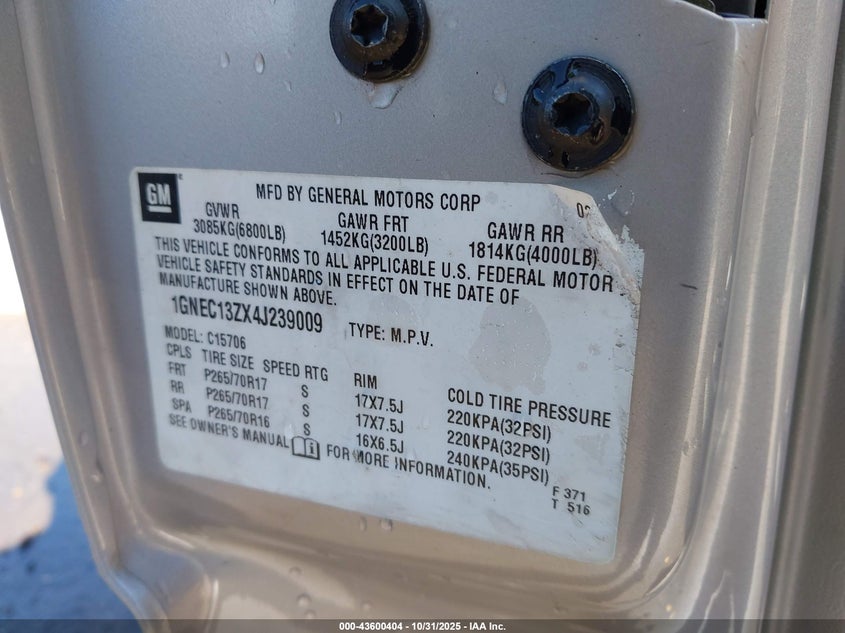 GM
MFD BY GENERAL MOTORS CORP
GVWR GAWR FRT GAWR RR
3085KG(6800LB) 1452KG(3200LB) 1814KG(4000LB)
THIS VEHICLE CONFORMS TO ALL APPLICABLE U.S. FEDERAL MOTOR
VEHICLE SAFETY STANDARDS IN EFFECT ON THE DATE OF
MANUFACTURE SHOWN ABOVE.
1GNEC13ZX4J239009 TYPE: M.P.V.
MODEL: C15706
CPLS TIRE SIZE SPEED RTG RIM COLD TIRE PRESSURE
FRT P265/70R17 S 17X7.5J 220KPA(32PSI)
RR P265/70R17 S 17X7.5J 220KPA(32PSI)
SPA P265/70R16 S 16X6.5J 240KPA(35PSI)
SEE OWNER'S MANUAL FOR MORE INFORMATION.
F 371
T 516
000-43600404 | 10/31/2025 | IAA Inc.